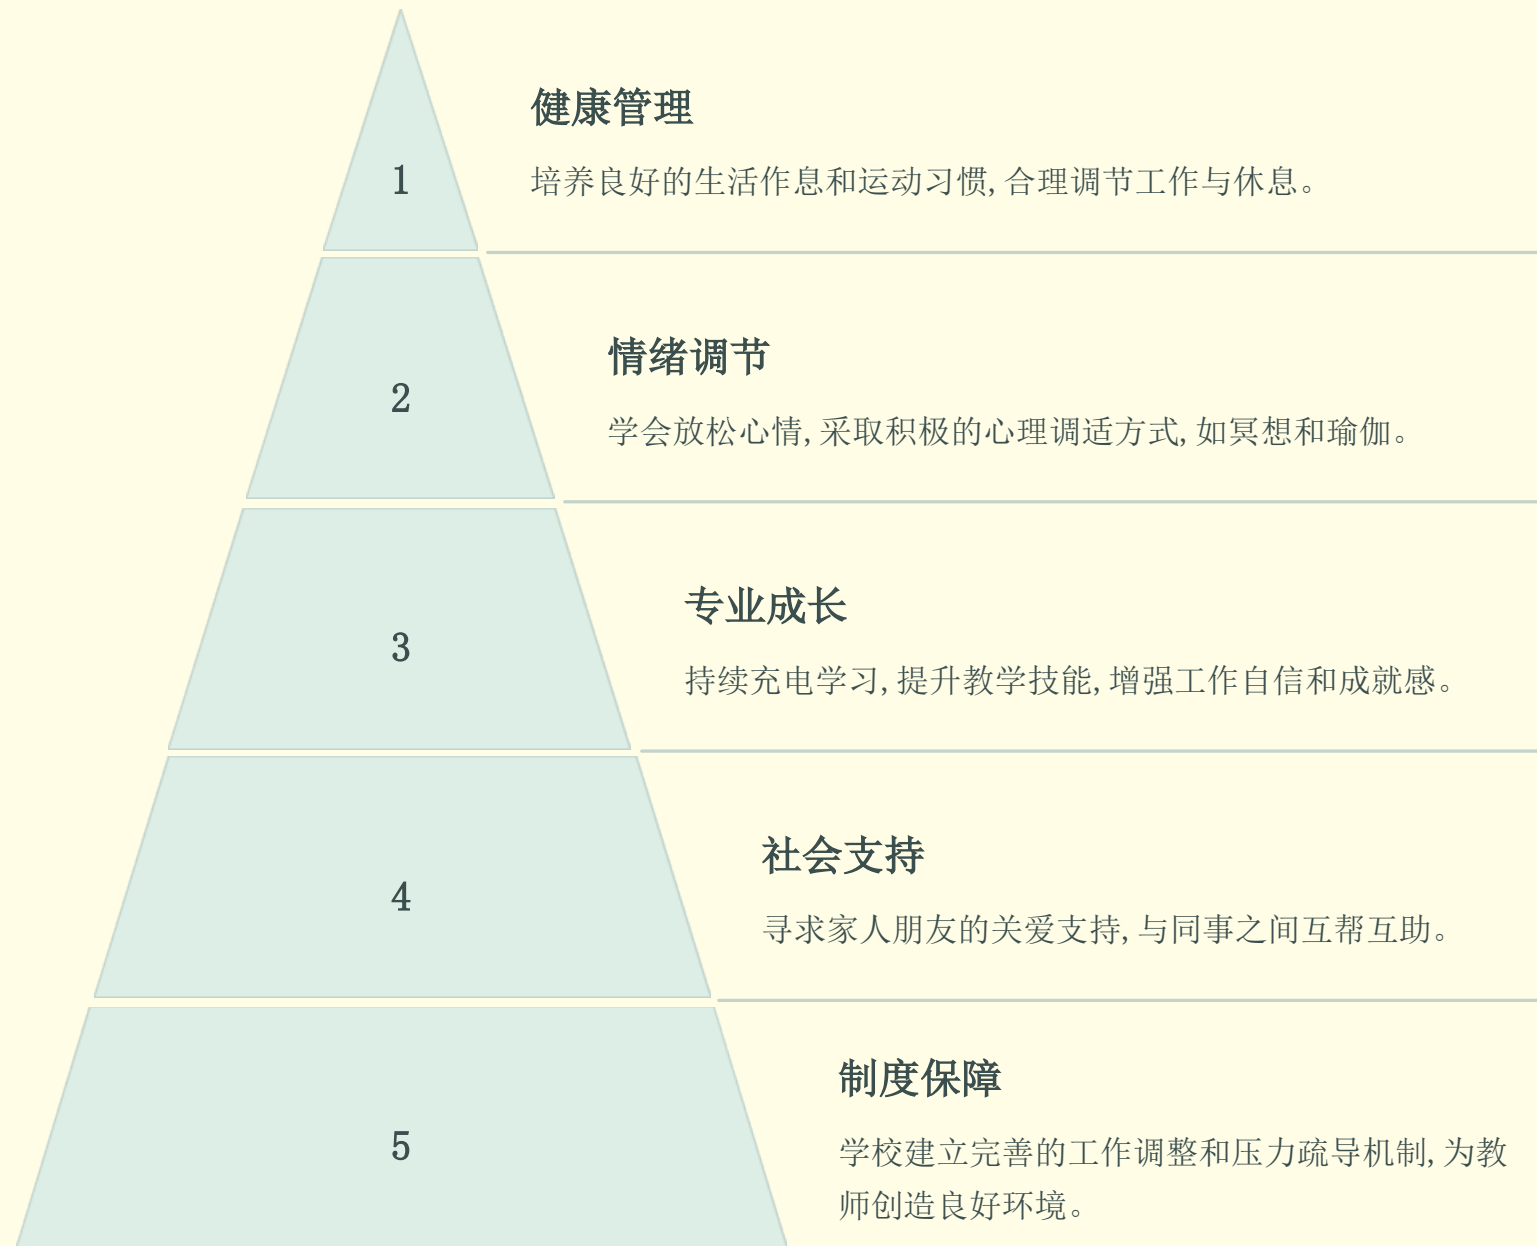 健康管理
1
培养良好的生活作息和运动习惯,合理调节工作与休息。
情绪调节
2
学会放松心情,采取积极的心理调适方式,如冥想和瑜伽。
专业成长
3
持续充电学习,提升教学技能,增强工作自信和成就感。
社会支持
4
寻求家人朋友的关爱支持,与同事之间互帮互助。
制度保障
5
学校建立完善的工作调整和压力疏导机制,为教
师创造良好环境。